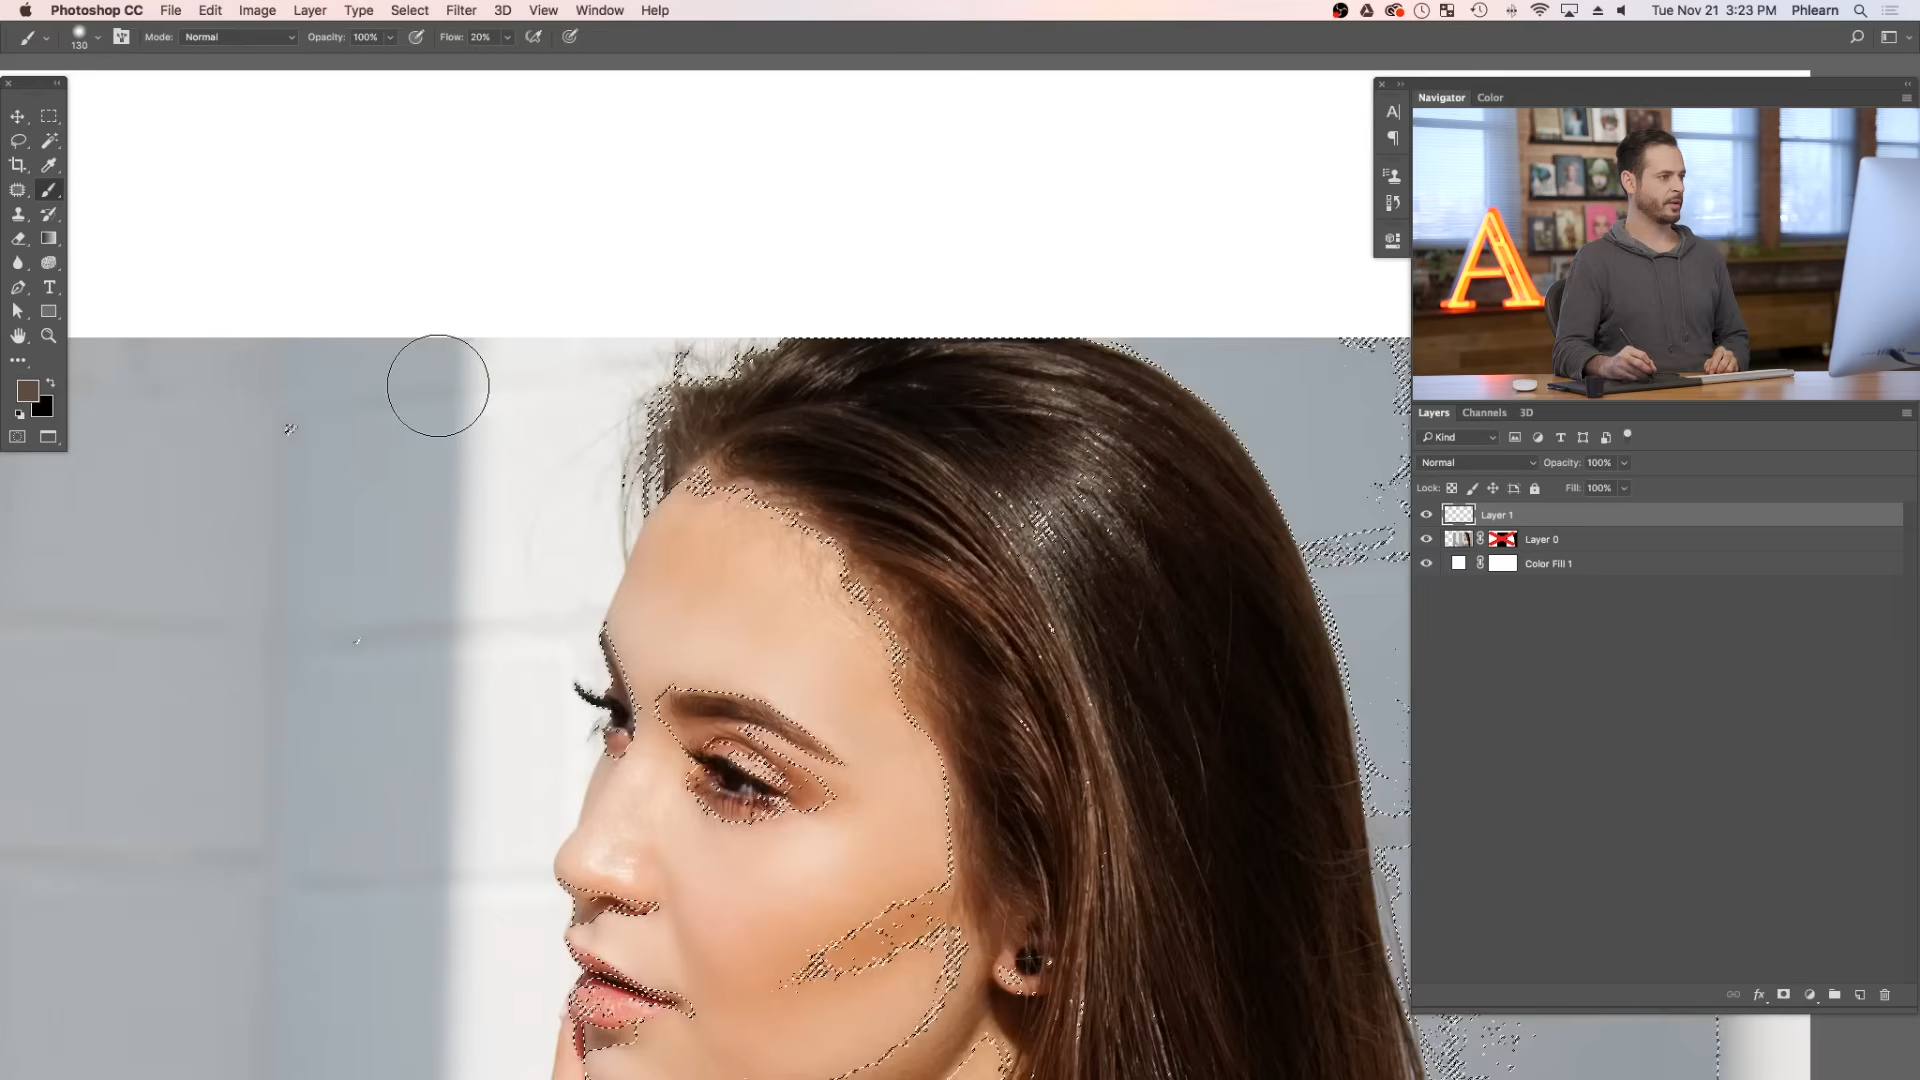 Photoshop CC File Edit Image Layer Type Select Filter 3D View Window Help Tue Nov 21 3:23 PM Phlearn
130 Mode: Normal Opacity: 100% Flow: 20%
Navigator Color
A
Layers Channels 3D
Kind
Normal Opacity: 100%
Lock: Fill: 100%
Layer 1
Layer 0
Color Fill 1
fx